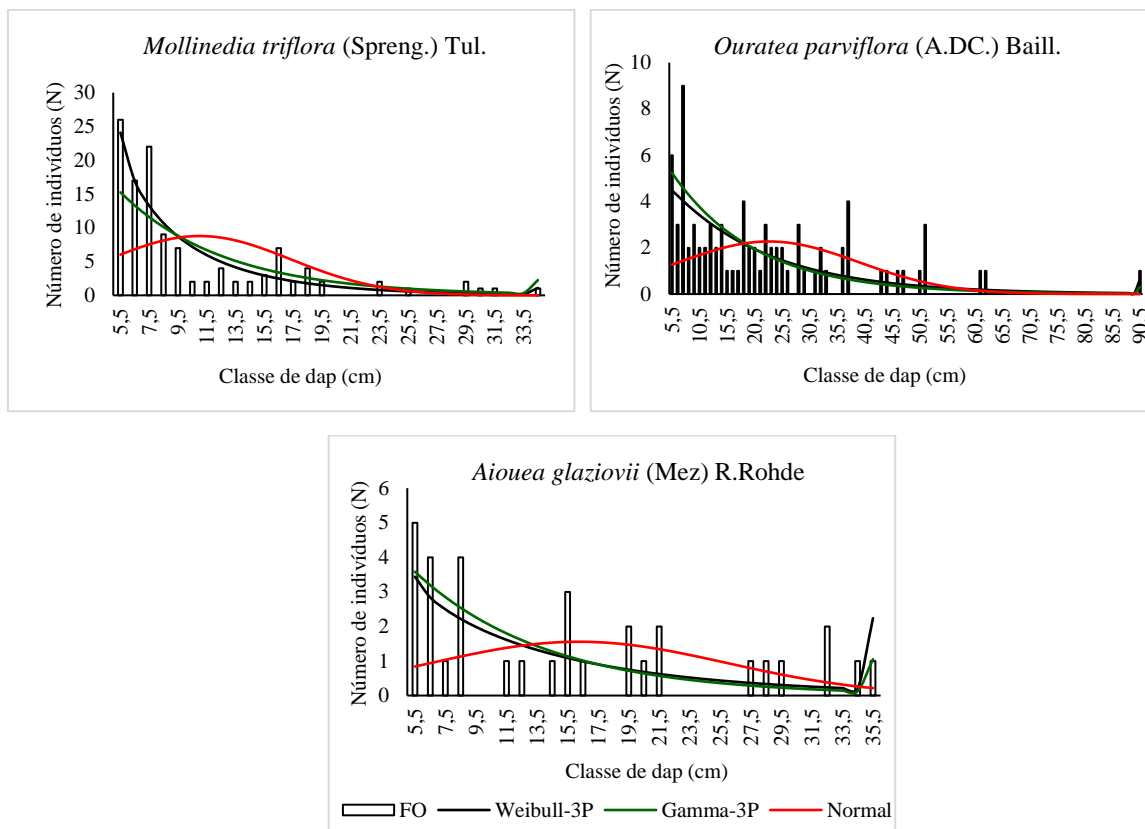 Mollinedia triflora (Spreng.) Tul.
Número de indivíduos (N)
30
25
20
15
10
5
0
5,5 7,5 9,5 11,5 13,5 15,5 17,5 19,5 21,5 23,5 25,5 27,5 29,5 31,5 33,5
Classe de dap (cm)
Ouratea parviflora (A.DC.) Baill.
Número de indivíduos (N)
10
8
6
4
2
0
5,5 10,5 15,5 20,5 25,5 30,5 35,5 40,5 45,5 50,5 55,5 60,5 65,5 70,5 75,5 80,5 85,5 90,5
Classe de dap (cm)
Aiouea glaziovii (Mez) R.Rohde
Número de indivíduos (N)
6
5
4
3
2
1
0
5,5 7,5 9,5 11,5 13,5 15,5 17,5 19,5 21,5 23,5 25,5 27,5 29,5 31,5 33,5 35,5
Classe de dap (cm)
FO Weibull-3P Gamma-3P Normal